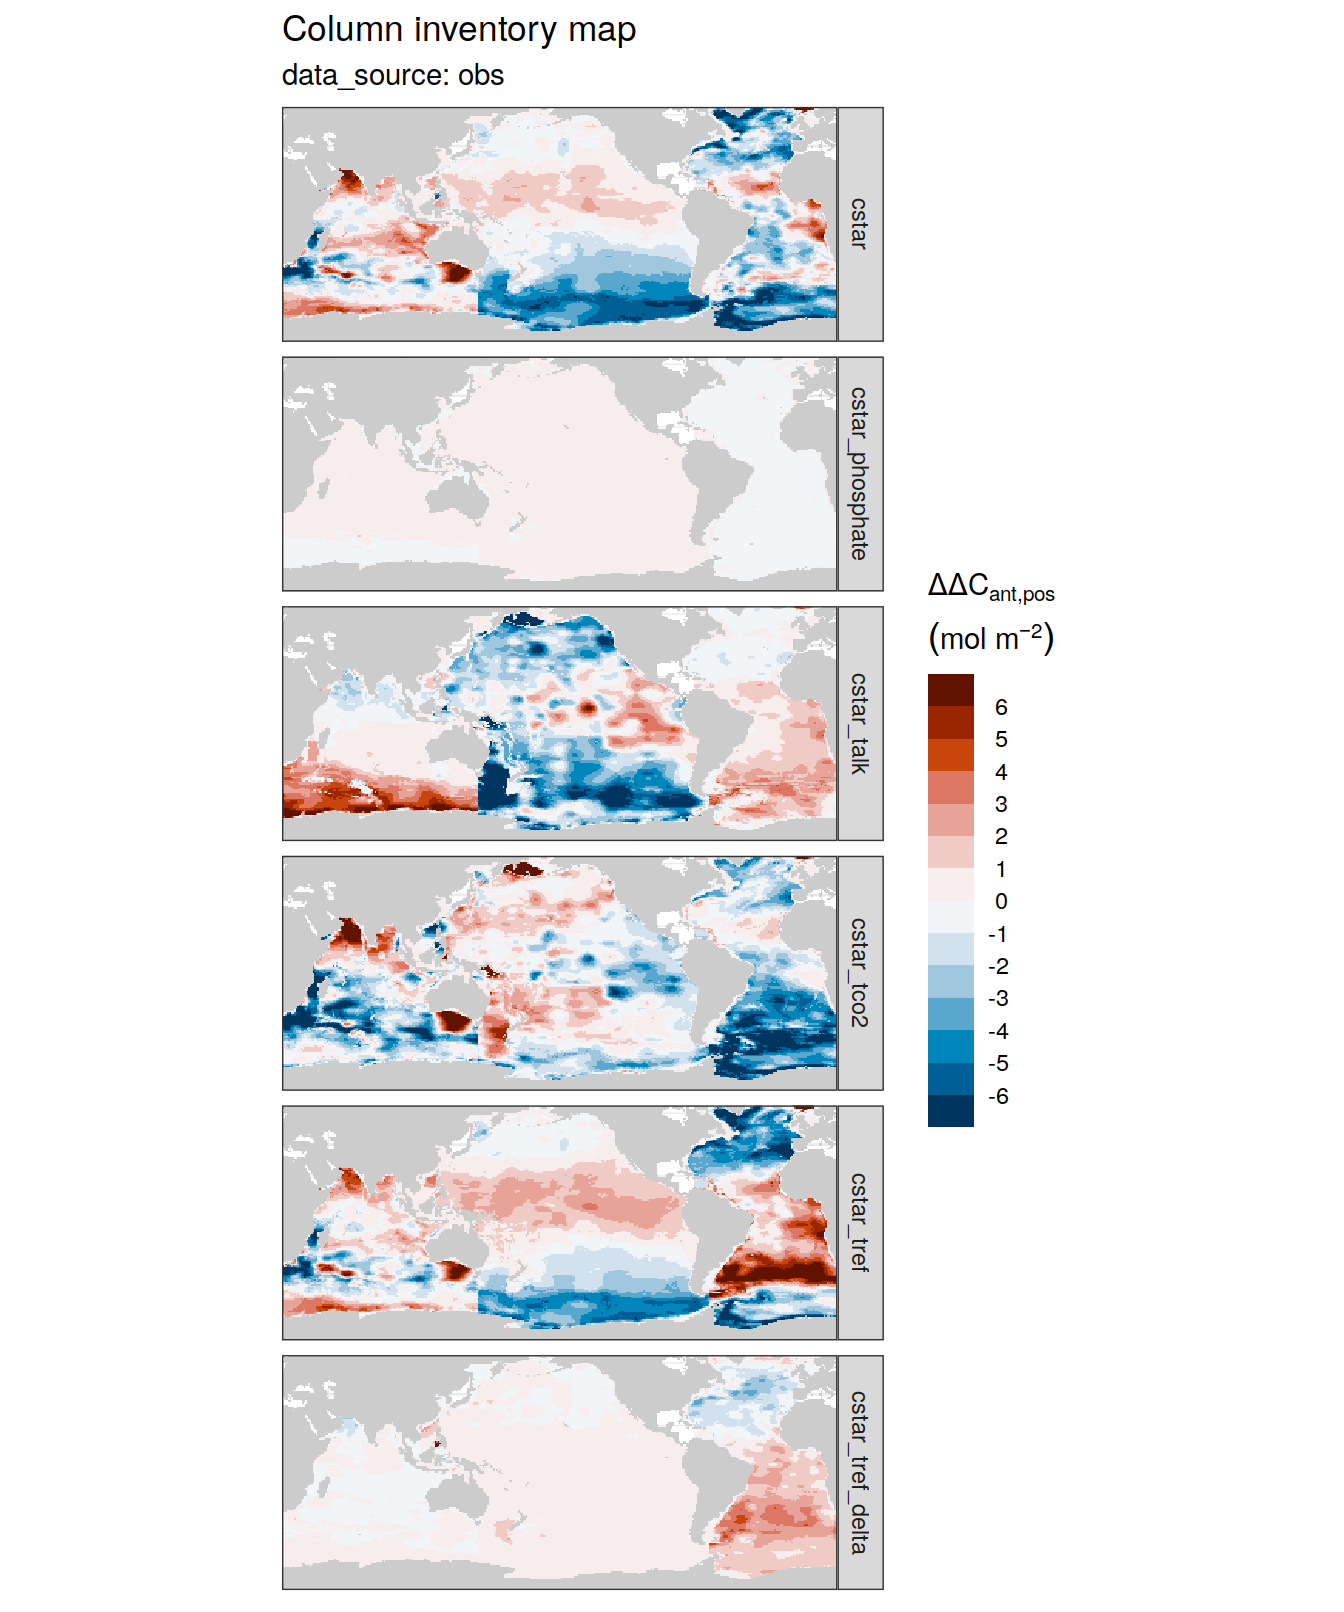 Column inventory map
data_source: obs
cstar
cstar_phosphate
cstar_talk
cstar_tco2
cstar_tref
cstar_tref_delta
ΔΔC_ant,pos
(mol m⁻²)
6
5
4
3
2
1
0
-1
-2
-3
-4
-5
-6